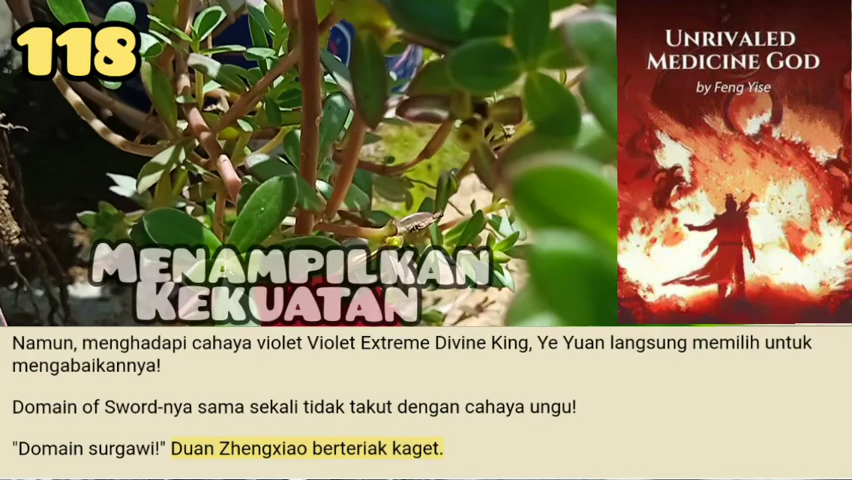 118
UNRIVALED
MEDICINE GOD
by Feng Yise
MENAMPILKAN
KEKUATAN
Namun, menghadapi cahaya violet Violet Extreme Divine King, Ye Yuan langsung memilih untuk
mengabaikannya!
Domain of Sword-nya sama sekali tidak takut dengan cahaya ungu!
"Domain surgawi!" Duan Zhengxiao berteriak kaget.